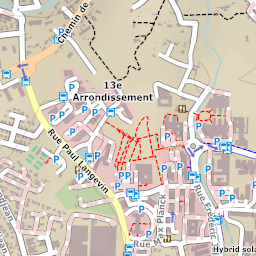 Chemin de
13e
Arrondissement
Rue Paul Langevin
Rue Frédéric
Rue Max Planck
Hybrid sola